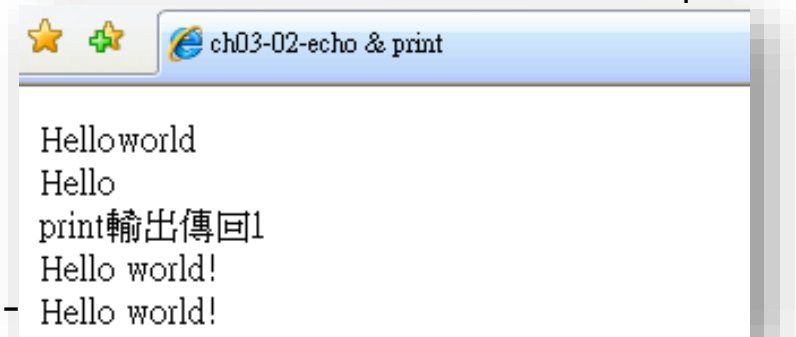 ch03-02-echo & print
Helloworld
Hello
print輸出傳回1
Hello world!
Hello world!